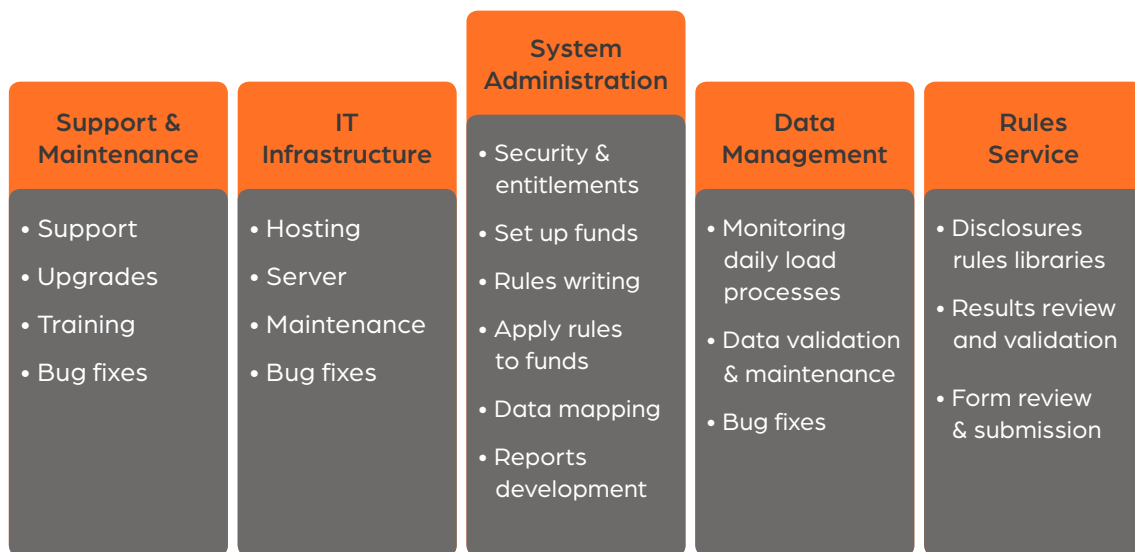 Support &
Maintenance
• Support
• Upgrades
• Training
• Bug fixes
IT
Infrastructure
• Hosting
• Server
• Maintenance
• Bug fixes
System
Administration
• Security &
entitlements
• Set up funds
• Rules writing
• Apply rules
to funds
• Data mapping
• Reports
development
Data
Management
• Monitoring
daily load
processes
• Data validation
& maintenance
• Bug fixes
Rules
Service
• Disclosures
rules libraries
• Results review
and validation
• Form review
& submission